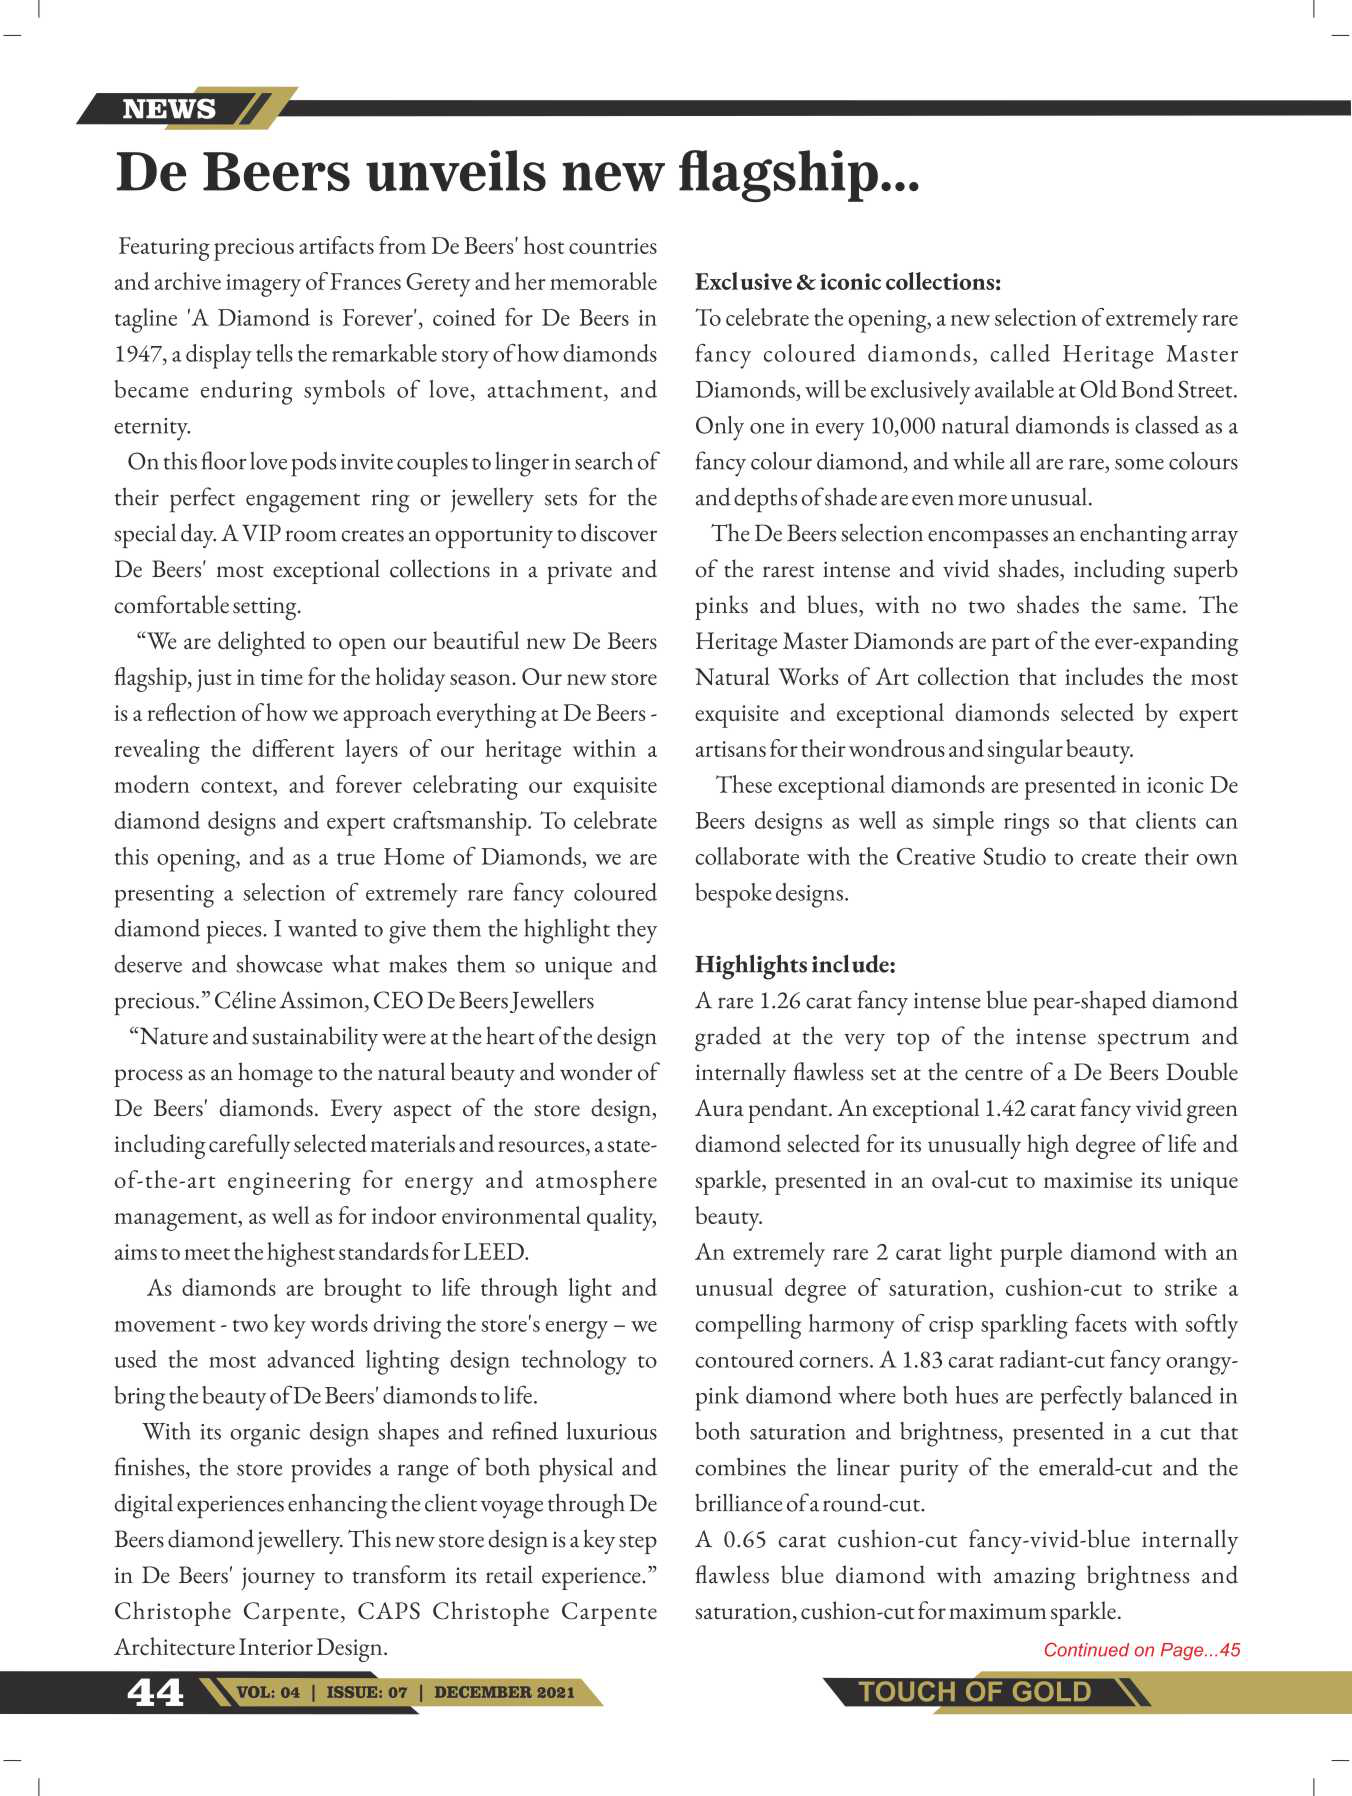 NEWS
De Beers unveils new flagship...
Featuring precious artifacts from De Beers' host countries
and archive imagery of Frances Gerety and her memorable
tagline 'A Diamond is Forever', coined for De Beers in
1947, a display tells the remarkable story of how diamonds
became enduring symbols of love, attachment, and
eternity.
On this floor love pods invite couples to linger in search of
their perfect engagement ring or jewellery sets for the
special day. A VIP room creates an opportunity to discover
De Beers' most exceptional collections in a private and
comfortable setting.
“We are delighted to open our beautiful new De Beers
flagship, just in time for the holiday season. Our new store
is a reflection of how we approach everything at De Beers -
revealing the different layers of our heritage within a
modern context, and forever celebrating our exquisite
diamond designs and expert craftsmanship. To celebrate
this opening, and as a true Home of Diamonds, we are
presenting a selection of extremely rare fancy coloured
diamond pieces. I wanted to give them the highlight they
deserve and showcase what makes them so unique and
precious.” Céline Assimon, CEO De Beers Jewellers
“Nature and sustainability were at the heart of the design
process as an homage to the natural beauty and wonder of
De Beers' diamonds. Every aspect of the store design,
including carefully selected materials and resources, a state-
of-the-art engineering for energy and atmosphere
management, as well as for indoor environmental quality,
aims to meet the highest standards for LEED.
As diamonds are brought to life through light and
movement - two key words driving the store's energy – we
used the most advanced lighting design technology to
bring the beauty of De Beers' diamonds to life.
With its organic design shapes and refined luxurious
finishes, the store provides a range of both physical and
digital experiences enhancing the client voyage through De
Beers diamond jewellery. This new store design is a key step
in De Beers' journey to transform its retail experience.”
Christophe Carpente, CAPS Christophe Carpente
Architecture Interior Design.
Exclusive & iconic collections:
To celebrate the opening, a new selection of extremely rare
fancy coloured diamonds, called Heritage Master
Diamonds, will be exclusively available at Old Bond Street.
Only one in every 10,000 natural diamonds is classed as a
fancy colour diamond, and while all are rare, some colours
and depths of shade are even more unusual.
The De Beers selection encompasses an enchanting array
of the rarest intense and vivid shades, including superb
pinks and blues, with no two shades the same. The
Heritage Master Diamonds are part of the ever-expanding
Natural Works of Art collection that includes the most
exquisite and exceptional diamonds selected by expert
artisans for their wondrous and singular beauty.
These exceptional diamonds are presented in iconic De
Beers designs as well as simple rings so that clients can
collaborate with the Creative Studio to create their own
bespoke designs.
Highlights include:
A rare 1.26 carat fancy intense blue pear-shaped diamond
graded at the very top of the intense spectrum and
internally flawless set at the centre of a De Beers Double
Aura pendant. An exceptional 1.42 carat fancy vivid green
diamond selected for its unusually high degree of life and
sparkle, presented in an oval-cut to maximise its unique
beauty.
An extremely rare 2 carat light purple diamond with an
unusual degree of saturation, cushion-cut to strike a
compelling harmony of crisp sparkling facets with softly
contoured corners. A 1.83 carat radiant-cut fancy orangy-
pink diamond where both hues are perfectly balanced in
both saturation and brightness, presented in a cut that
combines the linear purity of the emerald-cut and the
brilliance of a round-cut.
A 0.65 carat cushion-cut fancy-vivid-blue internally
flawless blue diamond with amazing brightness and
saturation, cushion-cut for maximum sparkle.
Continued on Page...45
44 VOL: 04 | ISSUE: 07 | DECEMBER 2021
TOUCH OF GOLD